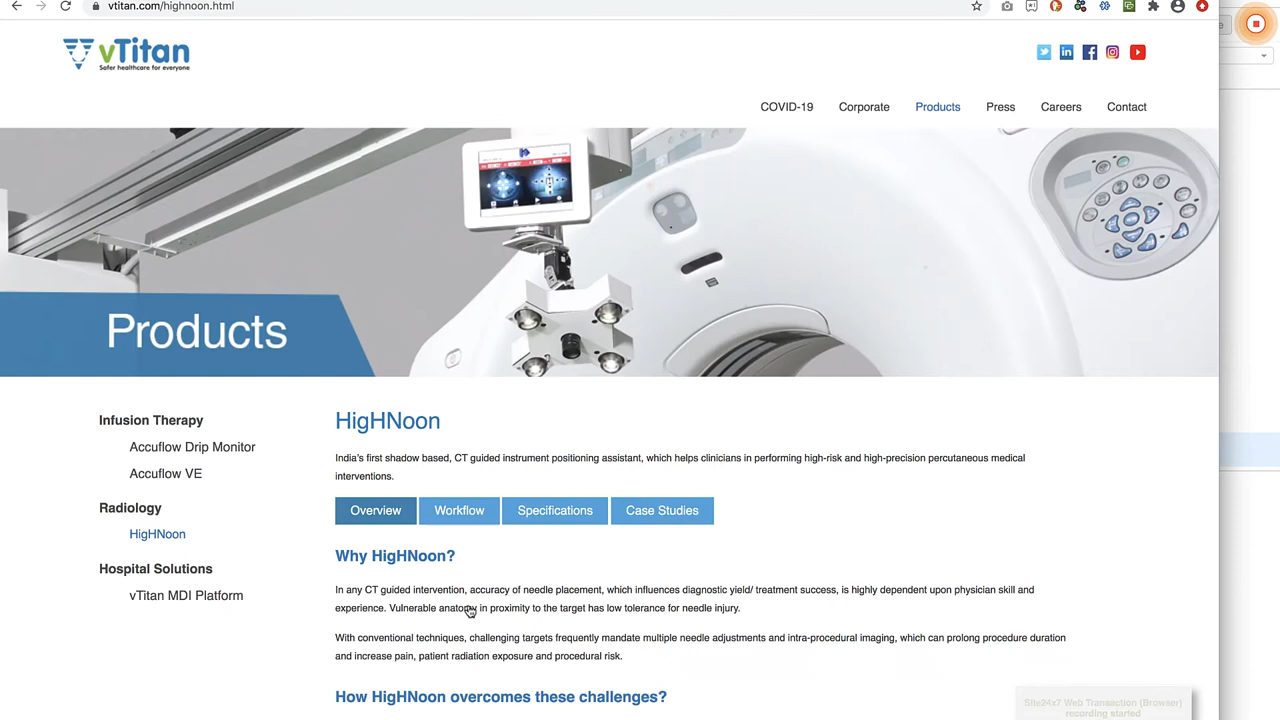 vtitan.com/highnoon.html
vTitan
Safer healthcare for everyone
COVID-19 Corporate Products Press Careers Contact
Products
Infusion Therapy
Accuflow Drip Monitor
Accuflow VE
Radiology
HigHNoon
Hospital Solutions
vTitan MDI Platform
HigHNoon
India's first shadow based, CT guided instrument positioning assistant, which helps clinicians in performing high-risk and high-precision percutaneous medical
interventions.
Overview Workflow Specifications Case Studies
Why HigHNoon?
In any CT guided intervention, accuracy of needle placement, which influences diagnostic yield/ treatment success, is highly dependent upon physician skill and
experience. Vulnerable anatomy in proximity to the target has low tolerance for needle injury.
With conventional techniques, challenging targets frequently mandate multiple needle adjustments and intra-procedural imaging, which can prolong procedure duration
and increase pain, patient radiation exposure and procedural risk.
How HigHNoon overcomes these challenges?
Site24x7 Web Transaction (Browser)
recording started